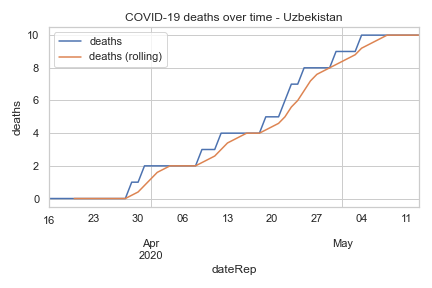 COVID-19 deaths over time - Uzbekistan
deaths
deaths (rolling)
10
8
6
4
2
0
deaths
16 23 30 06 13 20 27 04 11
Apr May
2020
dateRep